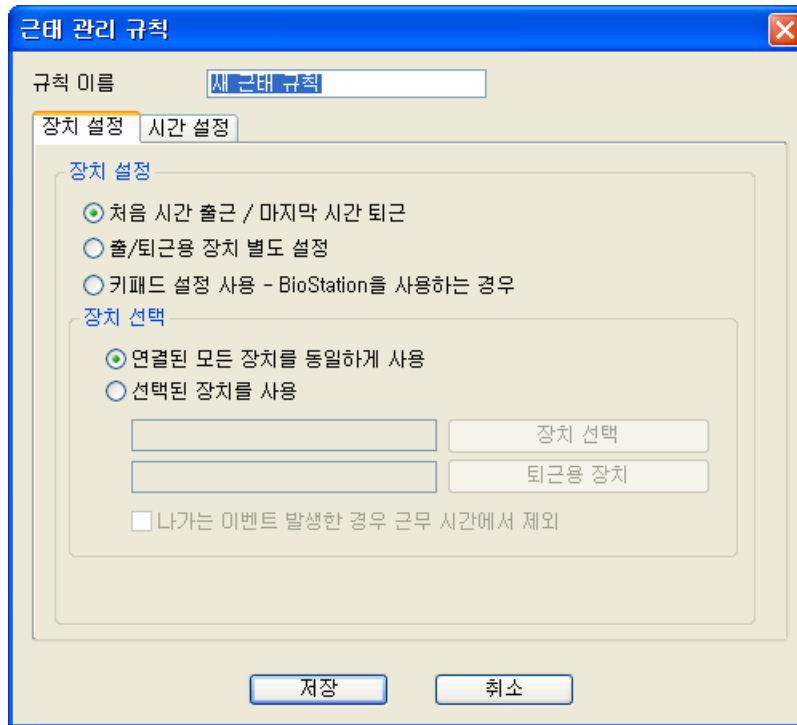 근태 관리 규칙
규칙 이름
새 근태 규칙
장치 설정 시간 설정
장치 설정
처음 시간 출근 / 마지막 시간 퇴근
출/퇴근용 장치 별도 설정
키패드 설정 사용 - BioStation을 사용하는 경우
장치 선택
연결된 모든 장치를 동일하게 사용
선택된 장치를 사용
장치 선택
퇴근용 장치
나가는 이벤트 발생한 경우 근무 시간에서 제외
저장 취소